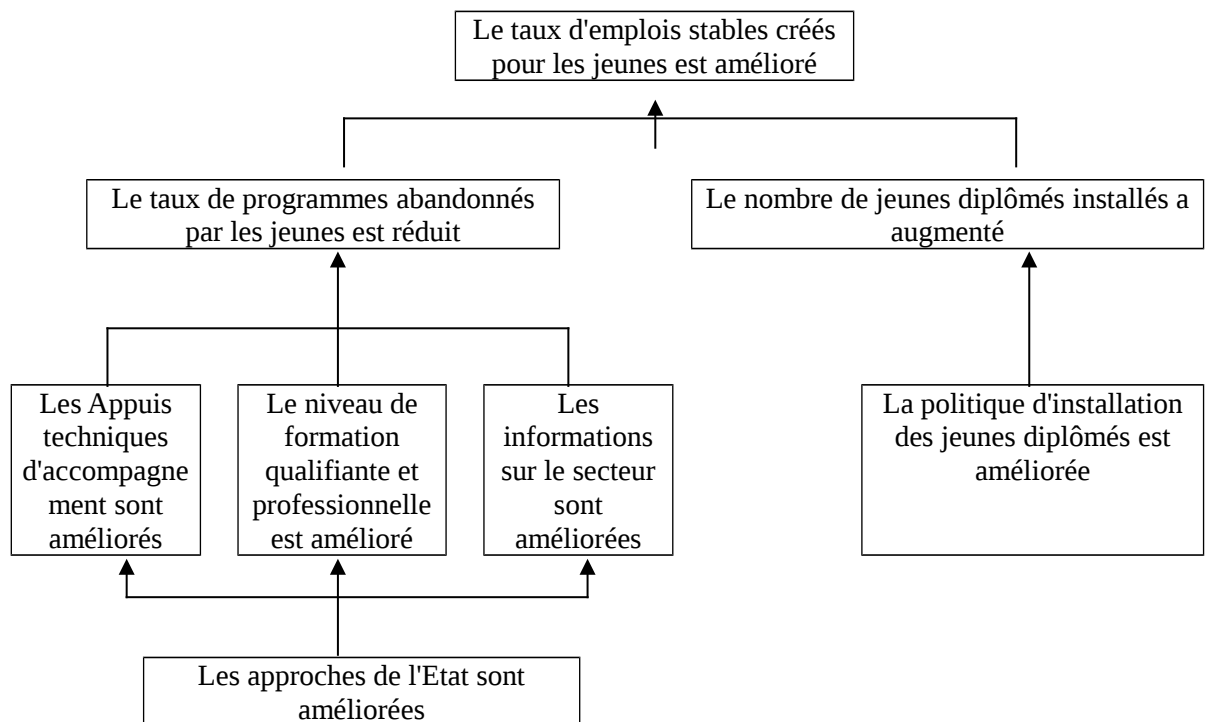 Le taux d'emplois stables créés
pour les jeunes est amélioré
Le taux de programmes abandonnés
par les jeunes est réduit
Le nombre de jeunes diplômés installés a
augmenté
Les Appuis
techniques
d'accompagne
ment sont
améliorés
Le niveau de
formation
qualifiante et
professionnelle
est amélioré
Les
informations
sur le secteur
sont
améliorées
La politique d'installation
des jeunes diplômés est
améliorée
Les approches de l'Etat sont
améliorées